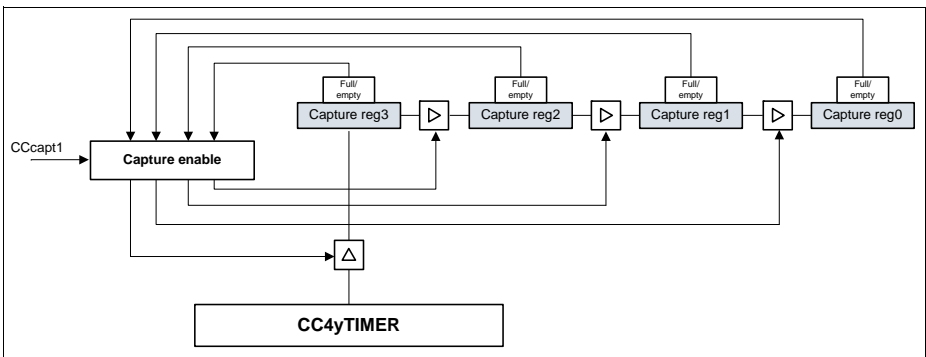 Full/
empty
Full/
empty
Full/
empty
Full/
empty
Capture reg3
Capture reg2
Capture reg1
Capture reg0
CCcapt1
Capture enable
CC4yTIMER